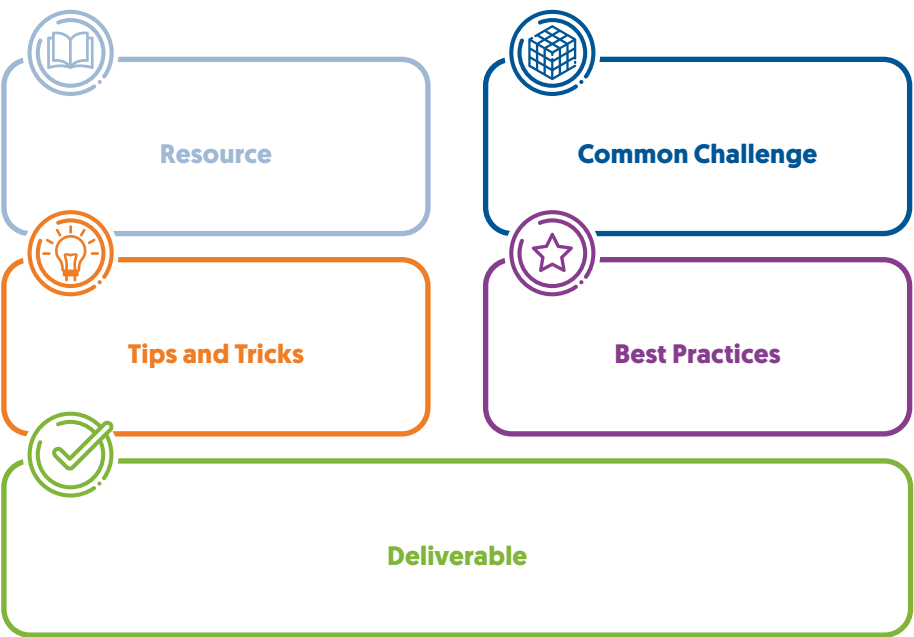 Resource
Common Challenge
Tips and Tricks
Best Practices
Deliverable